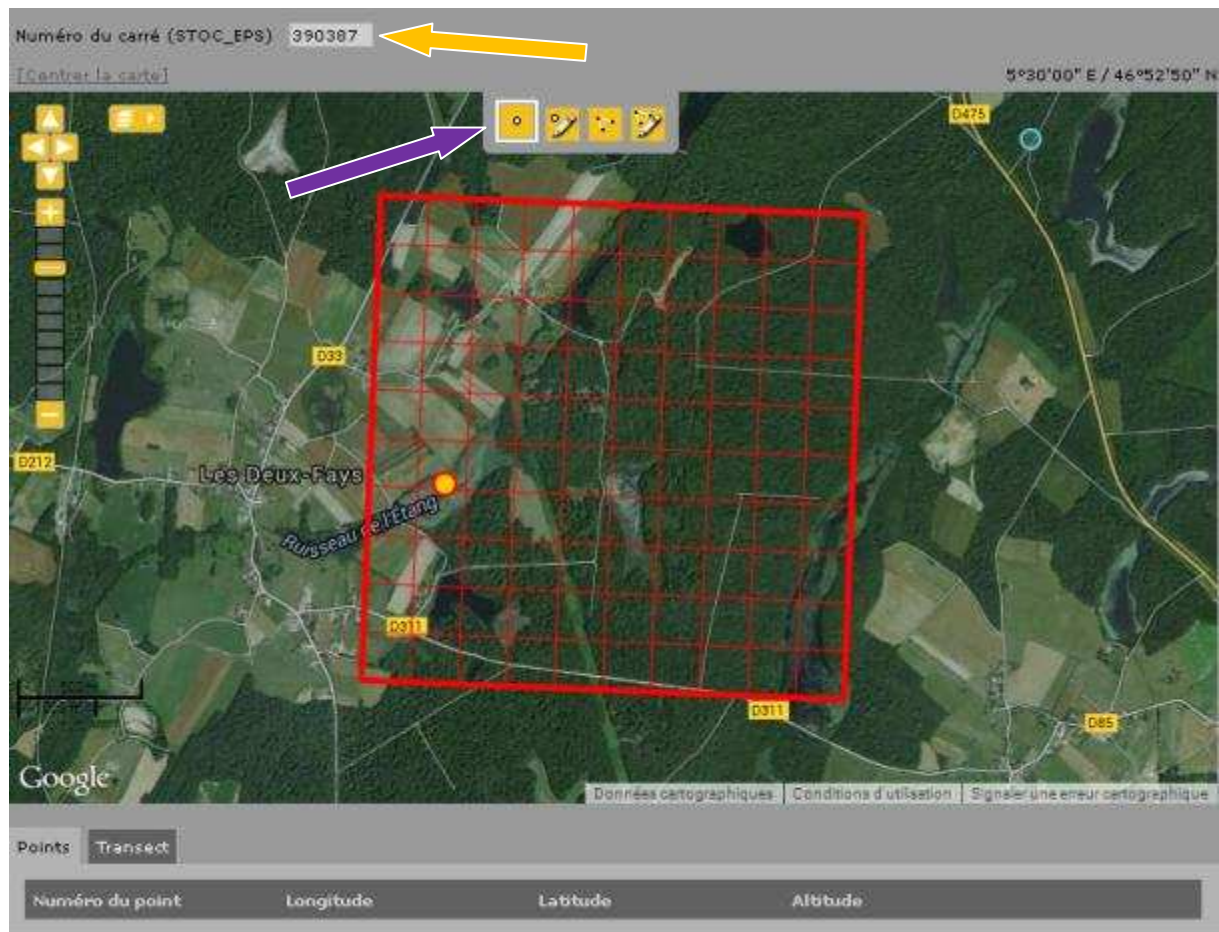 Numéro du carré (STOC_EPS) 390387
[Centrer la carte]
5°30'00" E / 46°52'50" N
D475
D33
D212
Les Deux-Fays
Ruisseau de l'Étang
D311
D311
D85
Google
Données cartographiques Conditions d'utilisation Signaler une erreur cartographique
Points Transect
Numéro du point Longitude Latitude Altitude